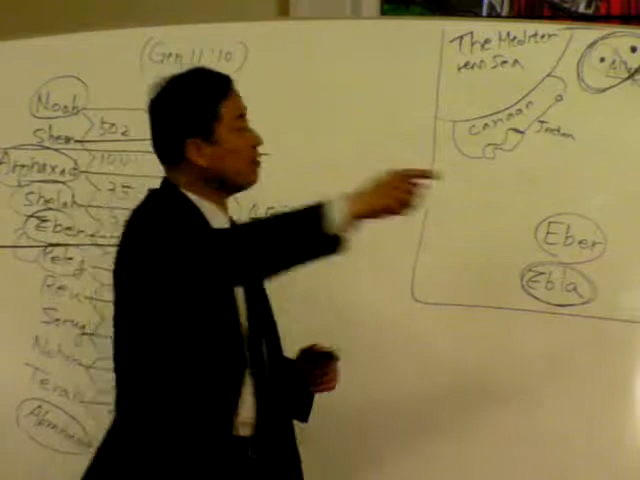 (Gen 11:10)
Noah
Shem
502
Arphaxad
100
Shelah
25
Eber
Peleg
Reu
Serug
Nahor
Terah
The Mediter
renn Sea
Canaan
Jordan
Eber
Ebla